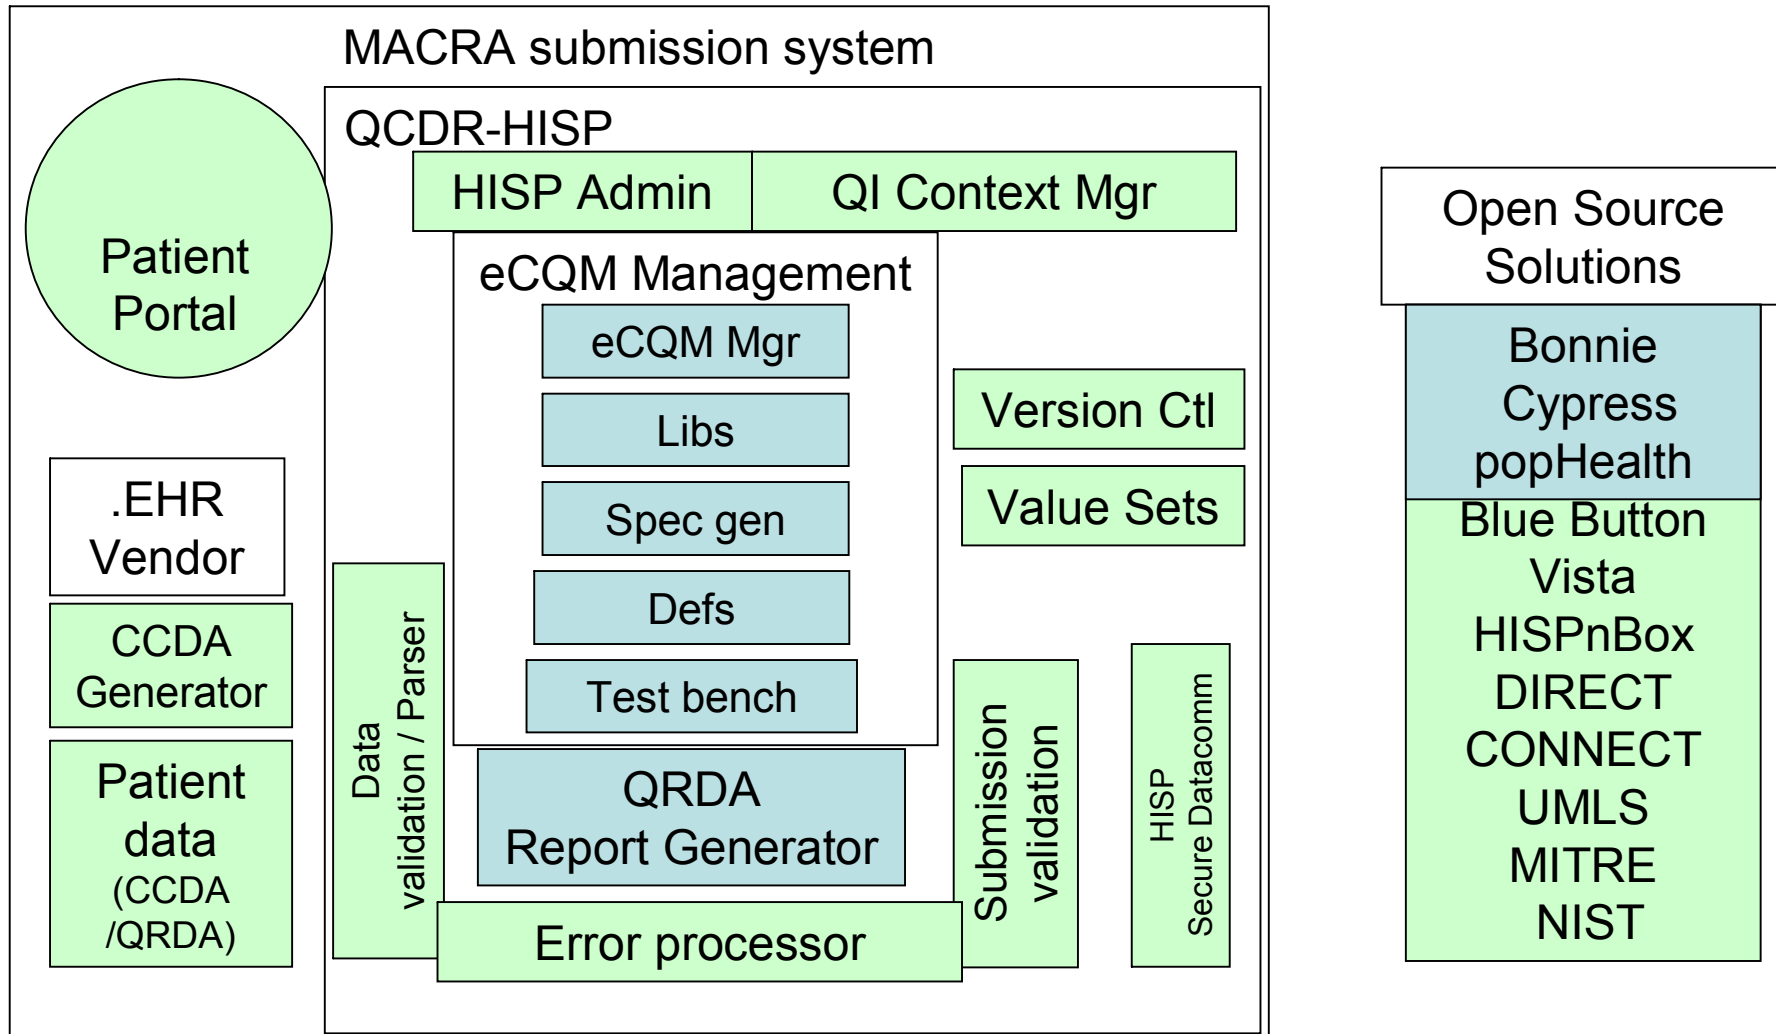 MACRA submission system
QCDR-HISP
HISP Admin
QI Context Mgr
Patient
Portal
eCQM Management
eCQM Mgr
Libs
Spec gen
Defs
Test bench
Version Ctl
Value Sets
.EHR
Vendor
CCDA
Generator
Patient
data
(CCDA
/QRDA)
Data
validation / Parser
QRDA
Report Generator
Error processor
Submission
validation
HISP
Secure Datacomm
Open Source
Solutions
Bonnie
Cypress
popHealth
Blue Button
Vista
HISPnBox
DIRECT
CONNECT
UMLS
MITRE
NIST